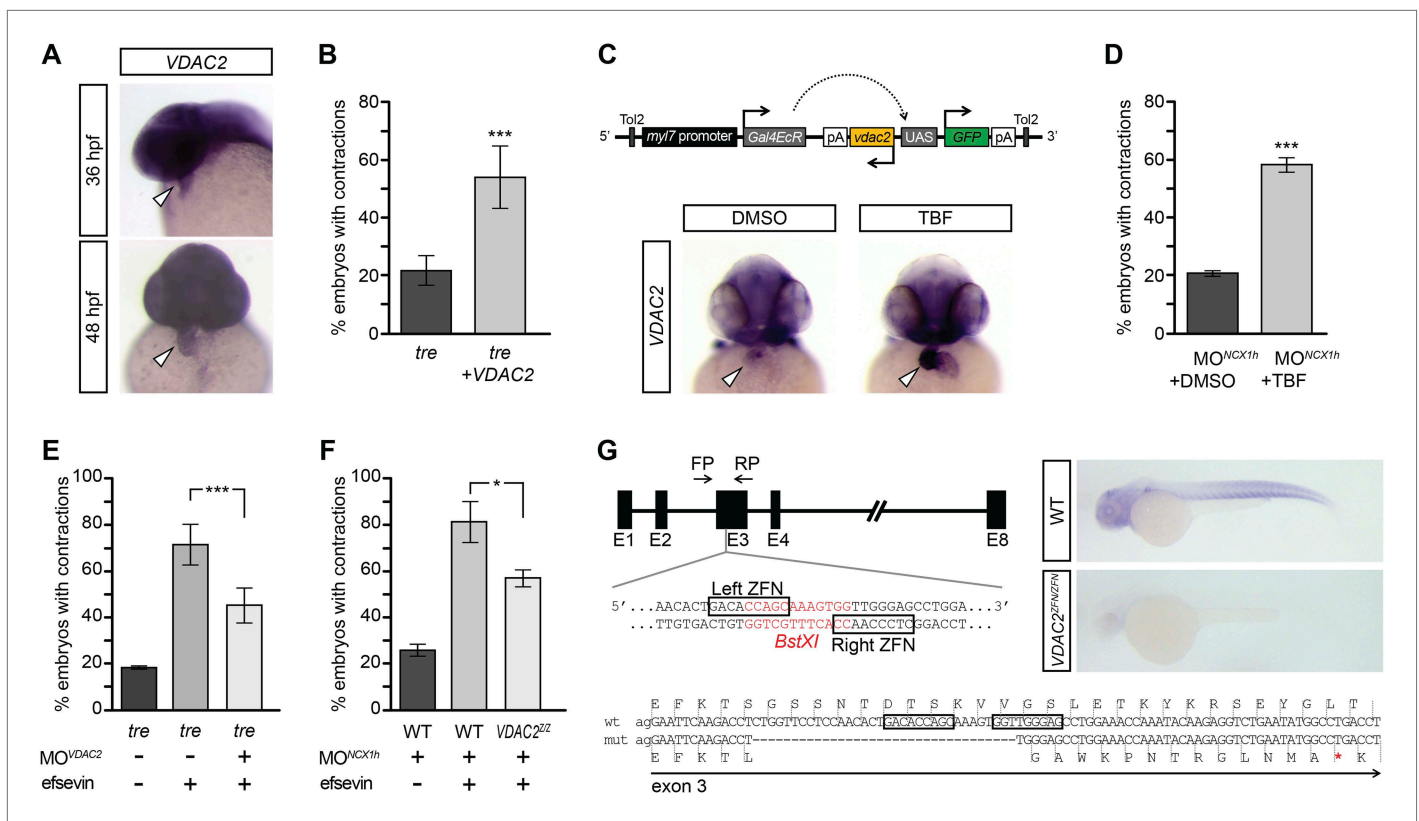 A
VDAC2
36 hpf
48 hpf
B
% embryos with contractions
80
60
40
20
0
***
tre
tre
+VDAC2
C
5' Tol2 myl7 promoter Gal4EcR pA vdac2 UAS GFP pA Tol2 3'
DMSO
TBF
VDAC2
D
% embryos with contractions
80
60
40
20
0
***
MO^NCX1h
+DMSO
MO^NCX1h
+TBF
E
% embryos with contractions
100
80
60
40
20
0
***
tre tre tre
MO^VDAC2 - - +
efsevin - + +
F
% embryos with contractions
100
80
60
40
20
0
*
WT WT VDAC2^Z/Z
MO^NCX1h + + +
efsevin - + +
G
FP RP
E1 E2 E3 E4 E8
Left ZFN
5'...AACACTGACACCAGCAAAGTGGTTGGGAGCCTGGA...3'
...TTGTGACTGTGGTCGTTTCACCAACCCTCGGACCT...
BstXI
Right ZFN
WT
VDAC2^ZFN/ZFN
E F K T S G S S N T D T S K V V G S L E T K Y K R S E Y G L T
wt agGAATTCAAGACCTCTGGTTCCTCCAACACTGACACCAGCAAAGTGGTTGGGAGCCTGGAAACCAAATACAAGAGGTCTGAATATGGCCTGACCT
mut agGAATTCAAGACCT------------------------------TGGGAGCCTGGAAACCAAATACAAGAGGTCTGAATATGGCCTGACCT
E F K T L G A W K P N T R G L N M A * K
exon 3